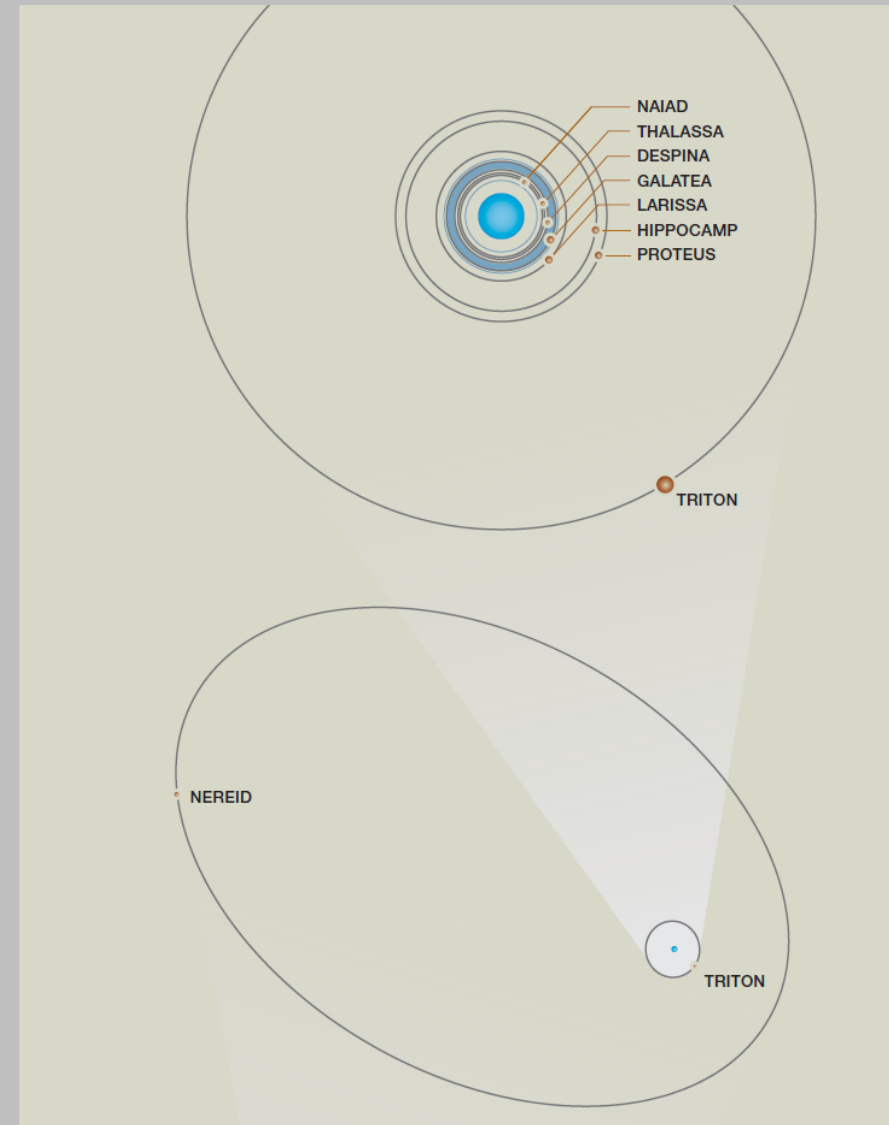 NAIAD
THALASSA
DESPINA
GALATEA
LARISSA
HIPPOCAMP
PROTEUS
TRITON
NEREID
TRITON